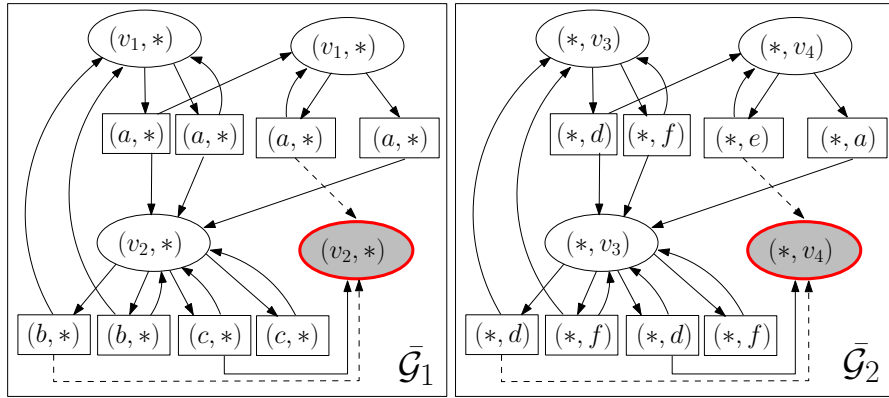 (v₁, ∗) (v₁, ∗)
(a, ∗) (a, ∗) (a, ∗) (a, ∗)
(v₂, ∗) (v₂, ∗)
(b, ∗) (b, ∗) (c, ∗) (c, ∗)
𝒢̄₁
(∗, v₃) (∗, v₄)
(∗, d) (∗, f) (∗, e) (∗, a)
(∗, v₃) (∗, v₄)
(∗, d) (∗, f) (∗, d) (∗, f)
𝒢̄₂